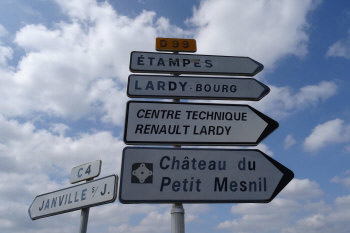 D 99
ÉTAMPES
LARDY-BOURG
CENTRE TECHNIQUE
RENAULT LARDY
Château du
Petit Mesnil
C 4
JANVILLE S/ J.